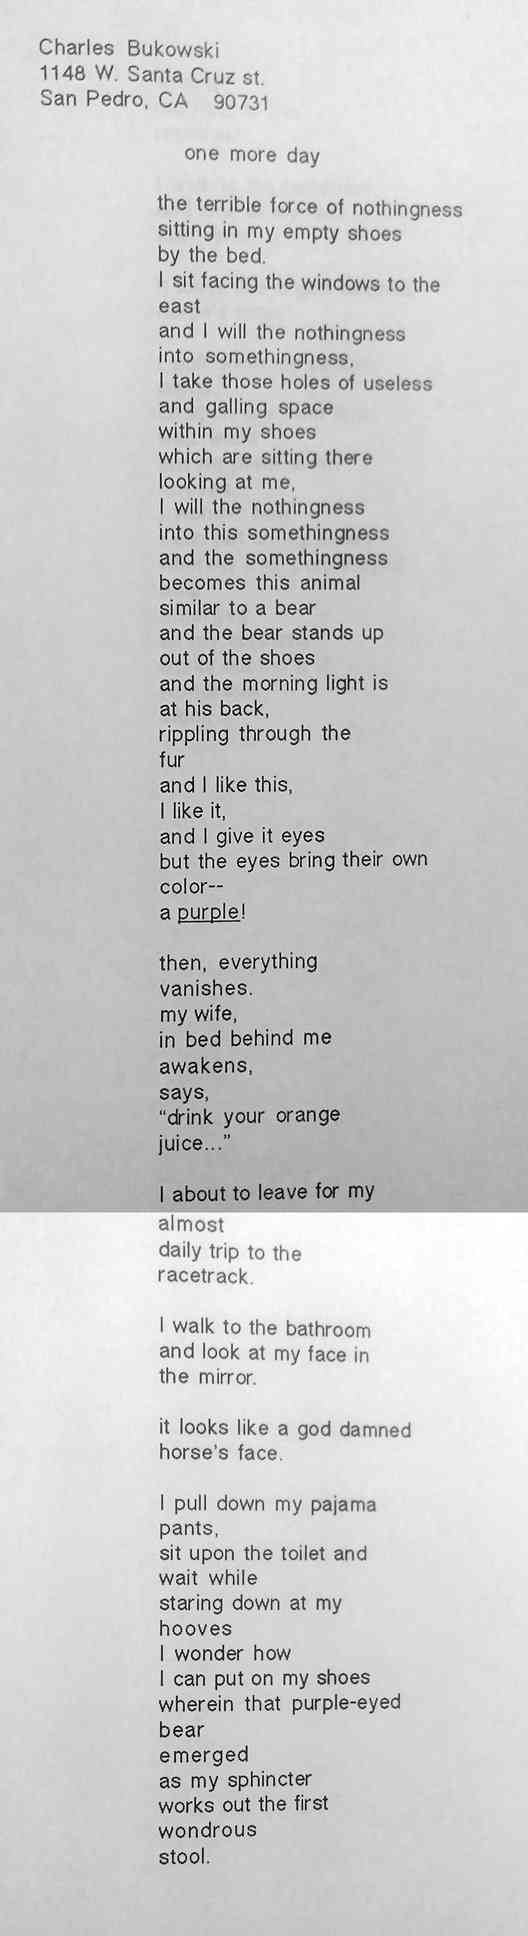 Charles Bukowski
1148 W. Santa Cruz st.
San Pedro, CA 90731
one more day
the terrible force of nothingness
sitting in my empty shoes
by the bed.
I sit facing the windows to the
east
and I will the nothingness
into somethingness,
I take those holes of useless
and galling space
within my shoes
which are sitting there
looking at me,
I will the nothingness
into this somethingness
and the somethingness
becomes this animal
similar to a bear
and the bear stands up
out of the shoes
and the morning light is
at his back,
rippling through the
fur
and I like this,
I like it,
and I give it eyes
but the eyes bring their own
color--
a purple!
then, everything
vanishes.
my wife,
in bed behind me
awakens,
says,
“drink your orange
juice...”
I about to leave for my
almost
daily trip to the
racetrack.
I walk to the bathroom
and look at my face in
the mirror.
it looks like a god damned
horse's face.
I pull down my pajama
pants,
sit upon the toilet and
wait while
staring down at my
hooves
I wonder how
I can put on my shoes
wherein that purple-eyed
bear
emerged
as my sphincter
works out the first
wondrous
stool.